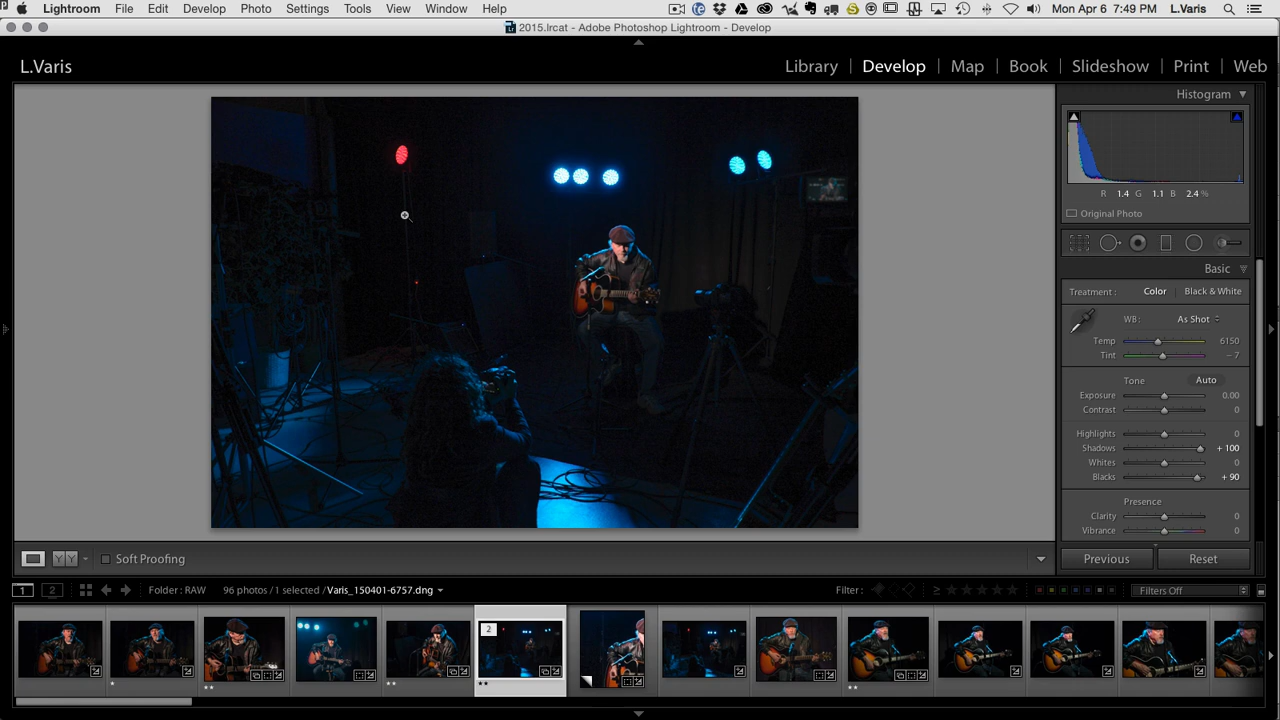 Lightroom File Edit Photo Develop Settings Tools View Window Help Mon Apr 6 7:49 PM L.Varis
2015.lrcat - Adobe Photoshop Lightroom - Develop
L.Varis Library | Develop | Map | Book | Slideshow | Print | Web
Histogram
R 1.4 G 1.1 B 2.4 %
Original Photo
Basic
Treatment : Color Black & White
WB: As Shot
Temp 6150
Tint – 7
Tone Auto
Exposure 0.00
Contrast 0
Highlights 0
Shadows + 100
Whites 0
Blacks + 90
Presence
Clarity 0
Vibrance 0
Y Y Soft Proofing Previous Reset
1 2 Folder : RAW 96 photos / 1 selected / Varis_150401-6757.dng Filter : ≥ Filters Off
2